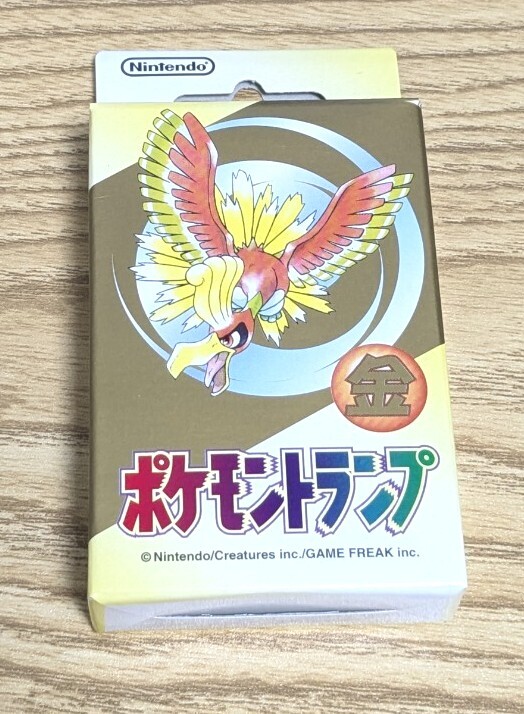 Nintendo
金
ポケモントランプ
©Nintendo/Creatures inc./GAME FREAK inc.